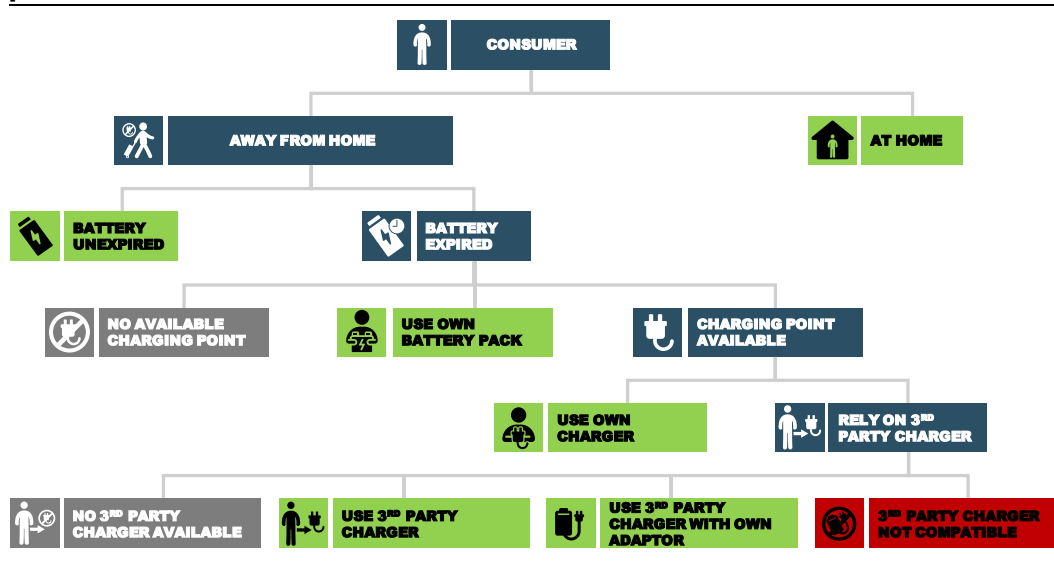 CONSUMER
AWAY FROM HOME
AT HOME
BATTERY
UNEXPIRED
BATTERY
EXPIRED
NO AVAILABLE
CHARGING POINT
USE OWN
BATTERY PACK
CHARGING POINT
AVAILABLE
USE OWN
CHARGER
RELY ON 3RD
PARTY CHARGER
NO 3RD PARTY
CHARGER AVAILABLE
USE 3RD PARTY
CHARGER
USE 3RD PARTY
CHARGER WITH OWN
ADAPTOR
3RD PARTY CHARGER
NOT COMPATIBLE